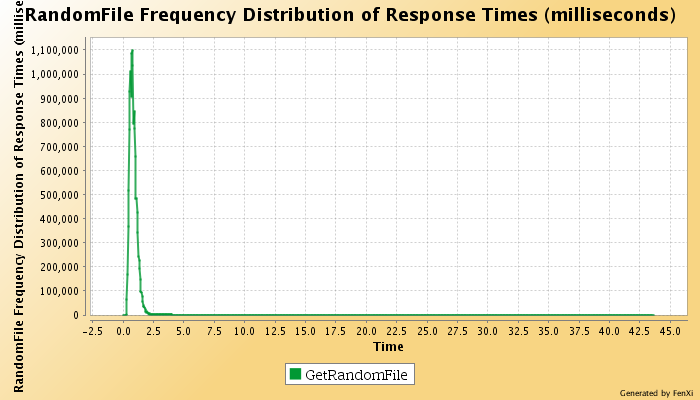 RandomFile Frequency Distribution of Response Times (milliseconds)
RandomFile Frequency Distribution of Response Times (millise
1,100,000
1,000,000
900,000
800,000
700,000
600,000
500,000
400,000
300,000
200,000
100,000
0
-2.5 0.0 2.5 5.0 7.5 10.0 12.5 15.0 17.5 20.0 22.5 25.0 27.5 30.0 32.5 35.0 37.5 40.0 42.5 45.0
Time
GetRandomFile
Generated by FenXi